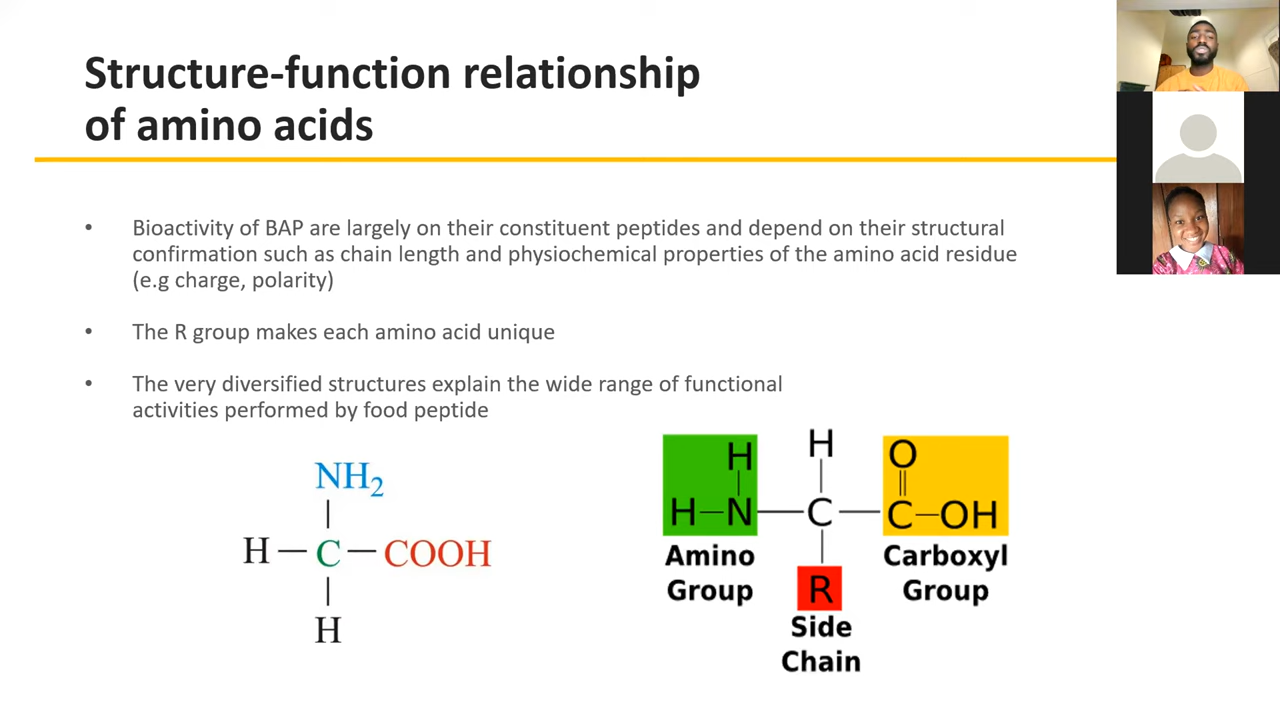 Structure-function relationship
of amino acids
• Bioactivity of BAP are largely on their constituent peptides and depend on their structural
confirmation such as chain length and physiochemical properties of the amino acid residue
(e.g charge, polarity)
• The R group makes each amino acid unique
• The very diversified structures explain the wide range of functional
activities performed by food peptide
NH2
H – C – COOH
H
H H O
H–N – C – C–OH
Amino
Group
R
Side
Chain
Carboxyl
Group